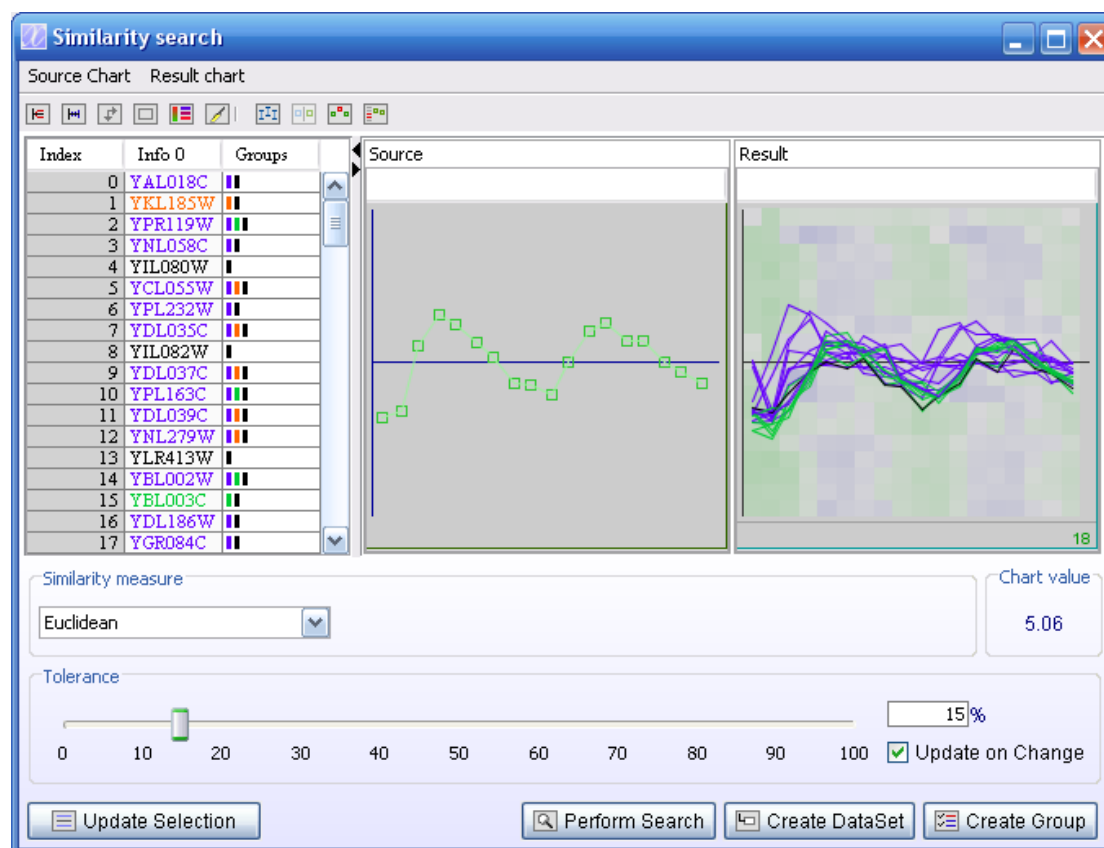 Similarity search
Source Chart Result chart
Index Info 0 Groups
Source
Result
0 YAL018C
1 YKL185W
2 YPR119W
3 YNL058C
4 YIL080W
5 YCL055W
6 YPL232W
7 YDL035C
8 YIL082W
9 YDL037C
10 YPL163C
11 YDL039C
12 YNL279W
13 YLR413W
14 YBL002W
15 YBL003C
16 YDL186W
17 YGR084C
18
Similarity measure
Euclidean
Chart value
5.06
Tolerance
0 10 20 30 40 50 60 70 80 90 100
15 %
Update on Change
Update Selection
Perform Search
Create DataSet
Create Group